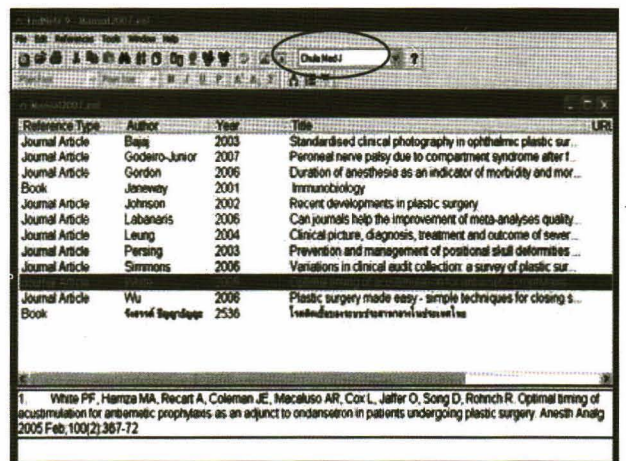 EndNote 9 - Manual2007.enl
File Edit References Tools Window Help
Chula Med J
?
Plain Font Plain Size B I U P A¹ A₁ Σ
Manual2007.enl
Reference Type Author Year Title URL
Journal Article Bajaj 2003 Standardised clinical photography in ophthalmic plastic sur...
Journal Article Godeiro-Junior 2007 Peroneal nerve palsy due to compartment syndrome after f...
Journal Article Gordon 2006 Duration of anesthesia as an indicator of morbidity and mor...
Book Janeway 2001 Immunobiology
Journal Article Johnson 2002 Recent developments in plastic surgery
Journal Article Labanaris 2006 Can journals help the improvement of meta-analyses quality...
Journal Article Leung 2004 Clinical picture, diagnosis, treatment and outcome of sever...
Journal Article Persing 2003 Prevention and management of positional skull deformities ...
Journal Article Simmons 2006 Variations in clinical audit collection: a survey of plastic sur...
Journal Article Wu 2006 Plastic surgery made easy - simple techniques for closing s...
Book 2536
1. White PF, Hamza MA, Recart A, Coleman JE, Macaluso AR, Cox L, Jaffer O, Song D, Rohrich R. Optimal timing of
acustimulation for antiemetic prophylaxis as an adjunct to ondansetron in patients undergoing plastic surgery. Anesth Analg
2005 Feb;100(2):367-72